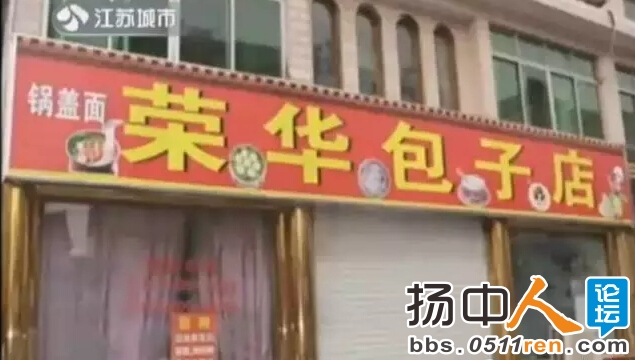 江苏城市
锅盖面
荣华包子店
扬中人
论坛
bbs.0511ren.com